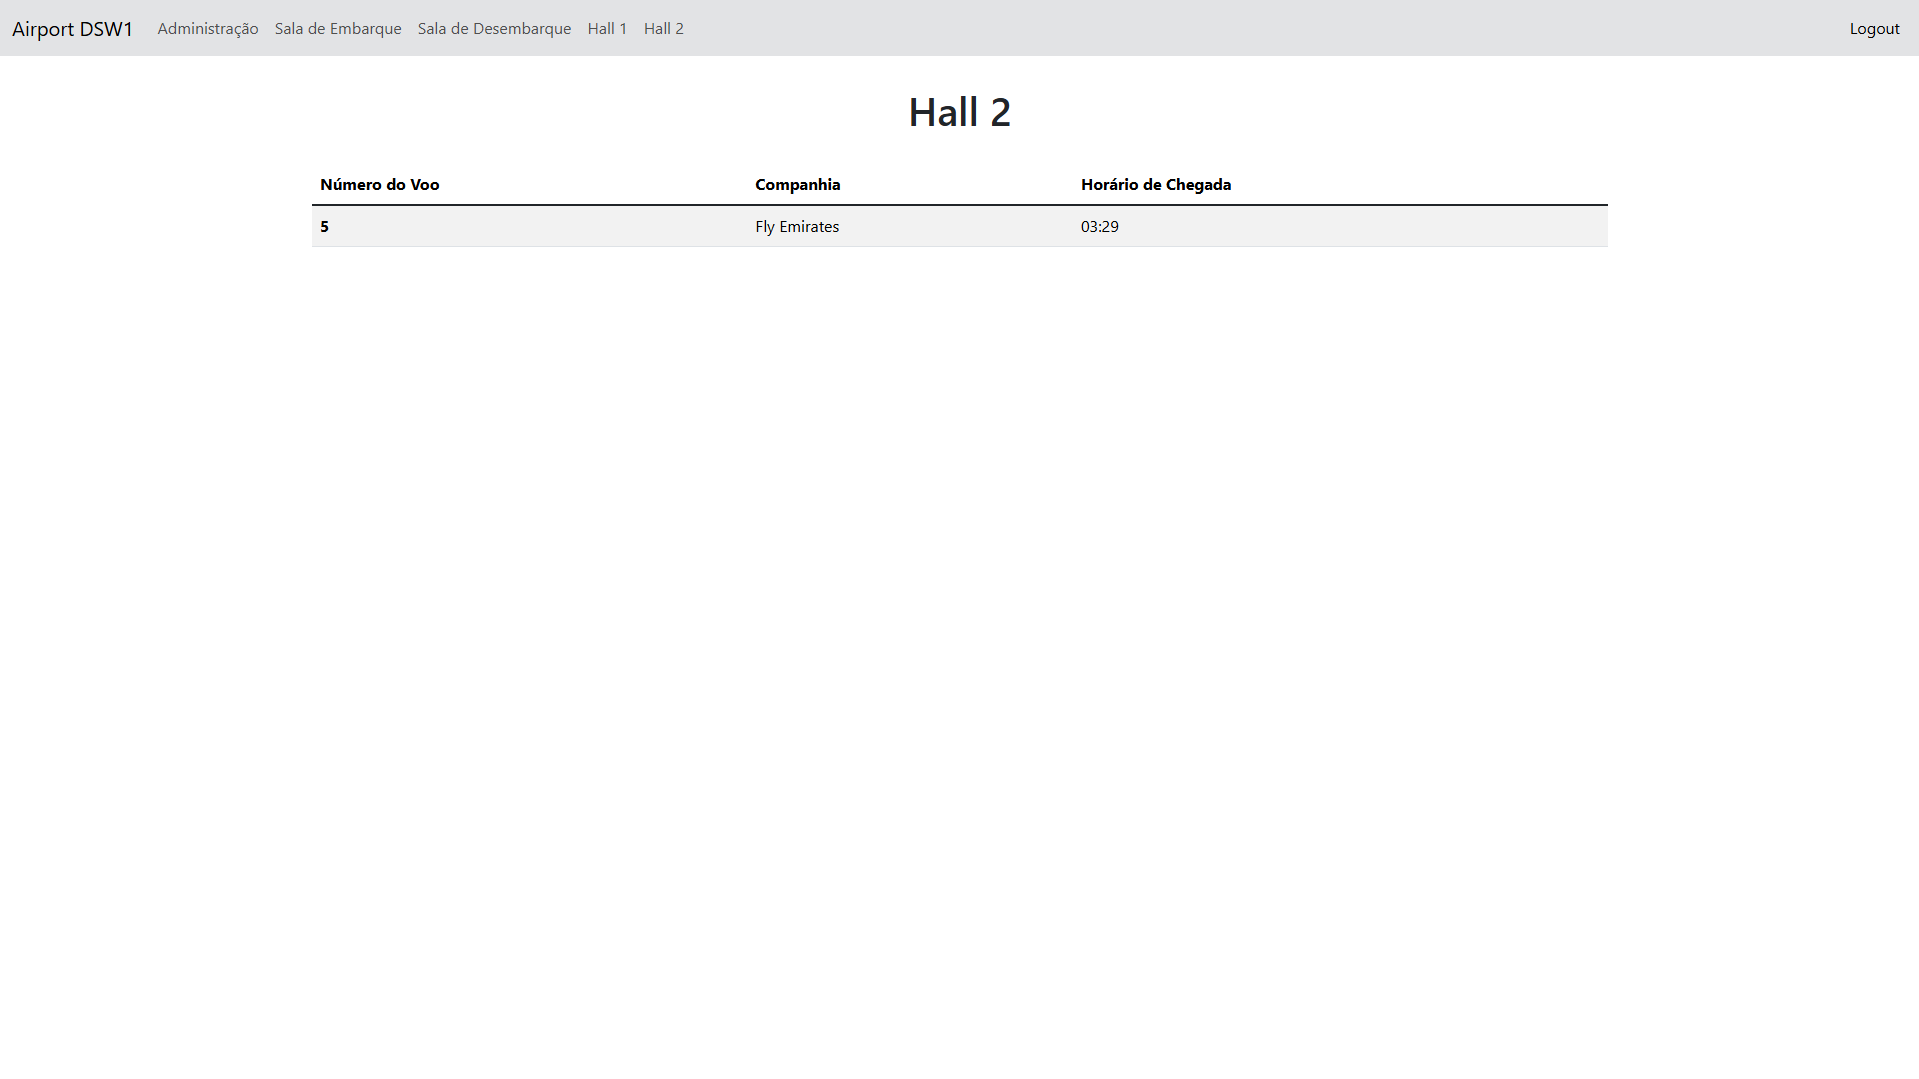 Airport DSW1 Administração Sala de Embarque Sala de Desembarque Hall 1 Hall 2 Logout
Hall 2
Número do Voo Companhia Horário de Chegada
5 Fly Emirates 03:29